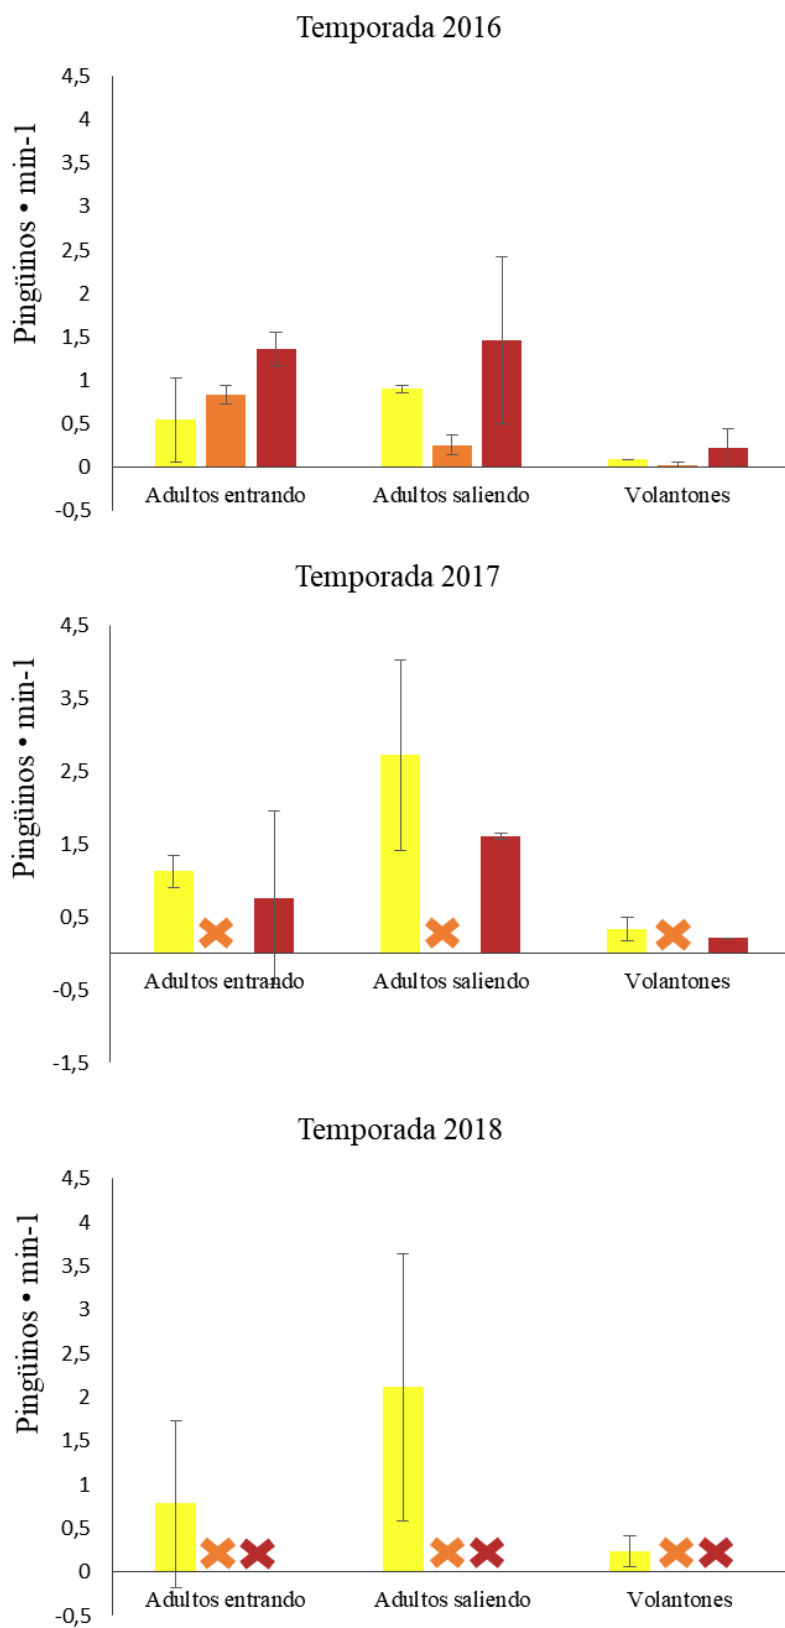 Temporada 2016
Pingüinos • min-1
4,5
4
3,5
3
2,5
2
1,5
1
0,5
0
-0,5
Adultos entrando
Adultos saliendo
Volantones
Temporada 2017
Pingüinos • min-1
4,5
3,5
2,5
1,5
0,5
-0,5
-1,5
Adultos entrando
Adultos saliendo
Volantones
Temporada 2018
Pingüinos • min-1
4,5
4
3,5
3
2,5
2
1,5
1
0,5
0
-0,5
Adultos entrando
Adultos saliendo
Volantones